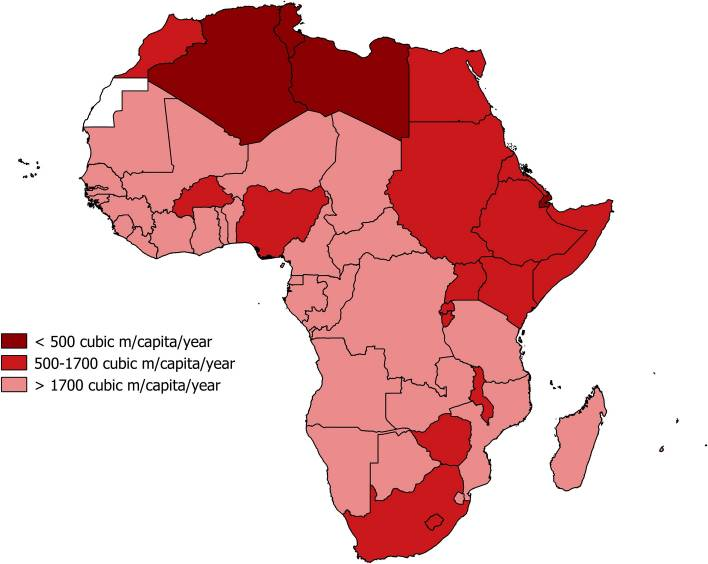 < 500 cubic m/capita/year
500-1700 cubic m/capita/year
> 1700 cubic m/capita/year